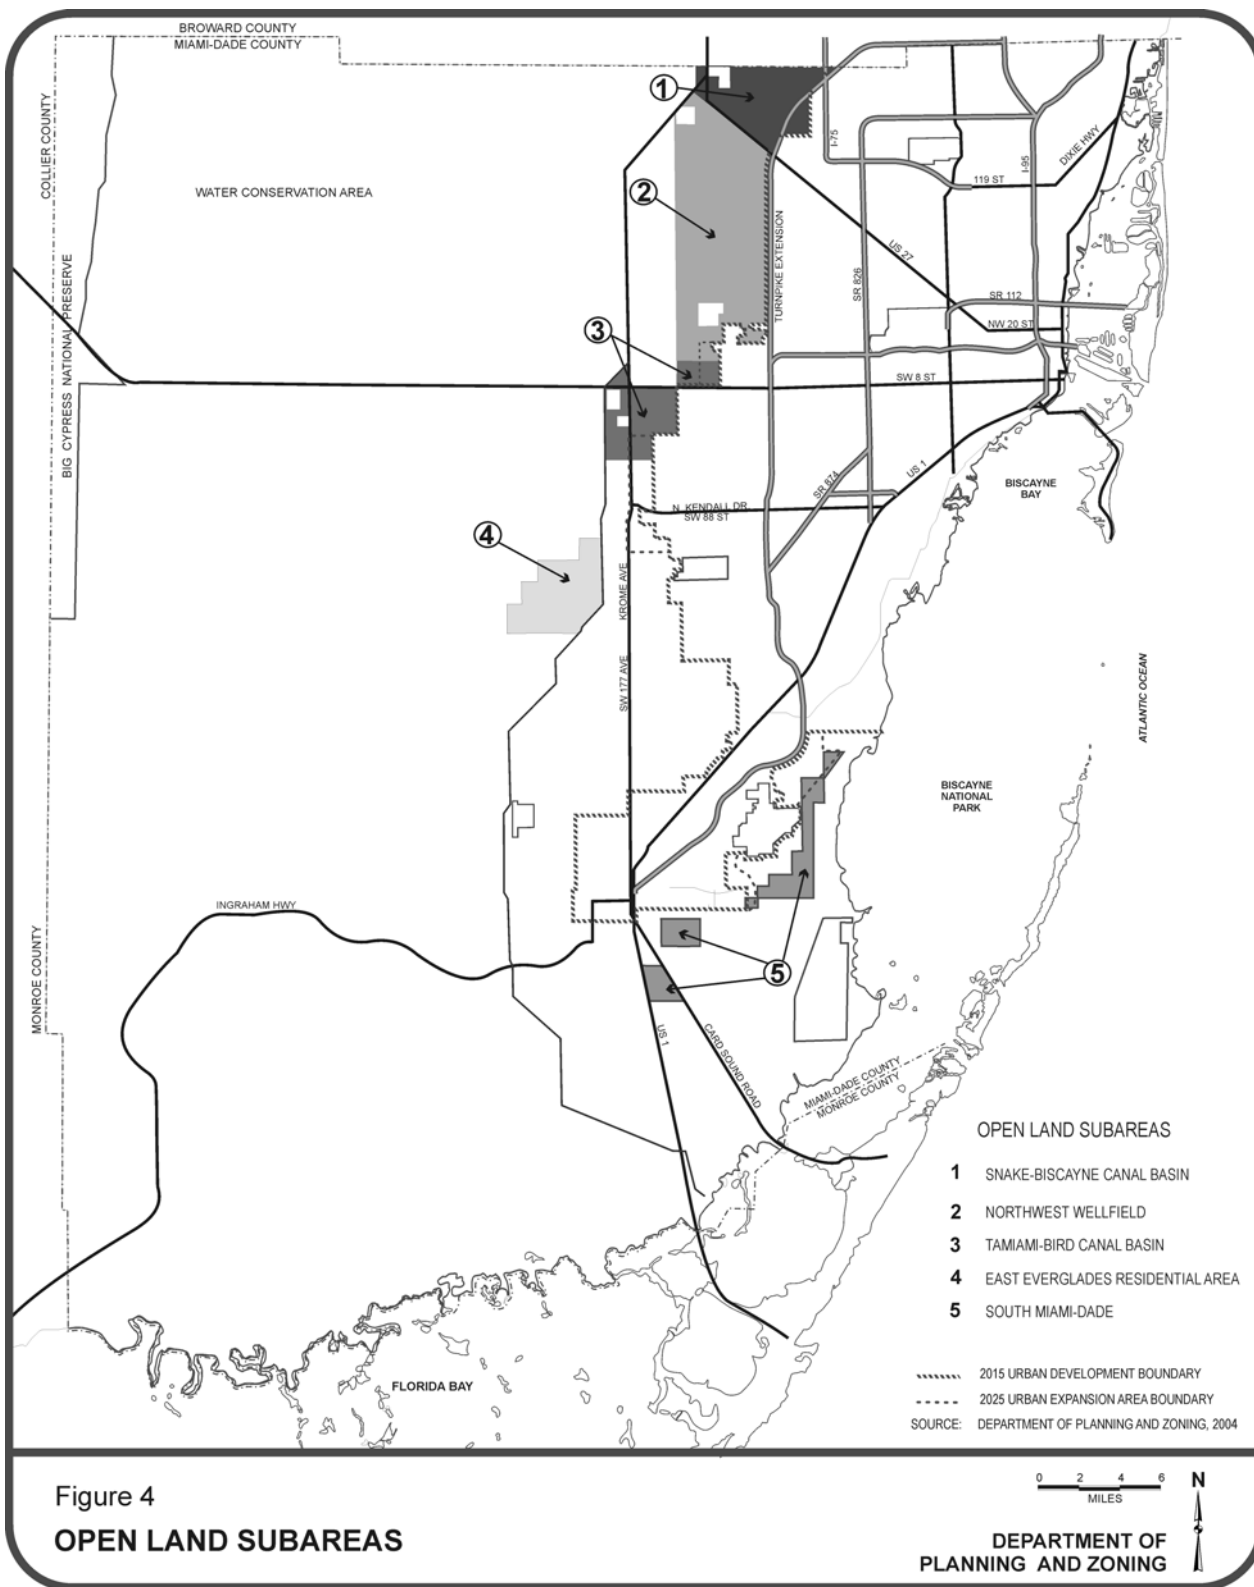 BROWARD COUNTY
MIAMI-DADE COUNTY
COLLIER COUNTY
WATER CONSERVATION AREA
BIG CYPRESS NATIONAL PRESERVE
1
2
3
4
5
I-75
I-95
DIXIE HWY
119 ST
TURNPIKE EXTENSION
US 27
SR 826
SR 112
NW 20 ST
SW 8 ST
US 1
SR 874
N. KENDALL DR.
SW 88 ST
KROME AVE
SW 177 AVE
BISCAYNE
BAY
ATLANTIC OCEAN
BISCAYNE
NATIONAL
PARK
INGRAHAM HWY
MONROE COUNTY
US 1
CARD SOUND ROAD
MIAMI-DADE COUNTY
MONROE COUNTY
FLORIDA BAY
OPEN LAND SUBAREAS
1 SNAKE-BISCAYNE CANAL BASIN
2 NORTHWEST WELLFIELD
3 TAMIAMI-BIRD CANAL BASIN
4 EAST EVERGLADES RESIDENTIAL AREA
5 SOUTH MIAMI-DADE
2015 URBAN DEVELOPMENT BOUNDARY
2025 URBAN EXPANSION AREA BOUNDARY
SOURCE: DEPARTMENT OF PLANNING AND ZONING, 2004
Figure 4
OPEN LAND SUBAREAS
0 2 4 6
MILES
N
DEPARTMENT OF
PLANNING AND ZONING